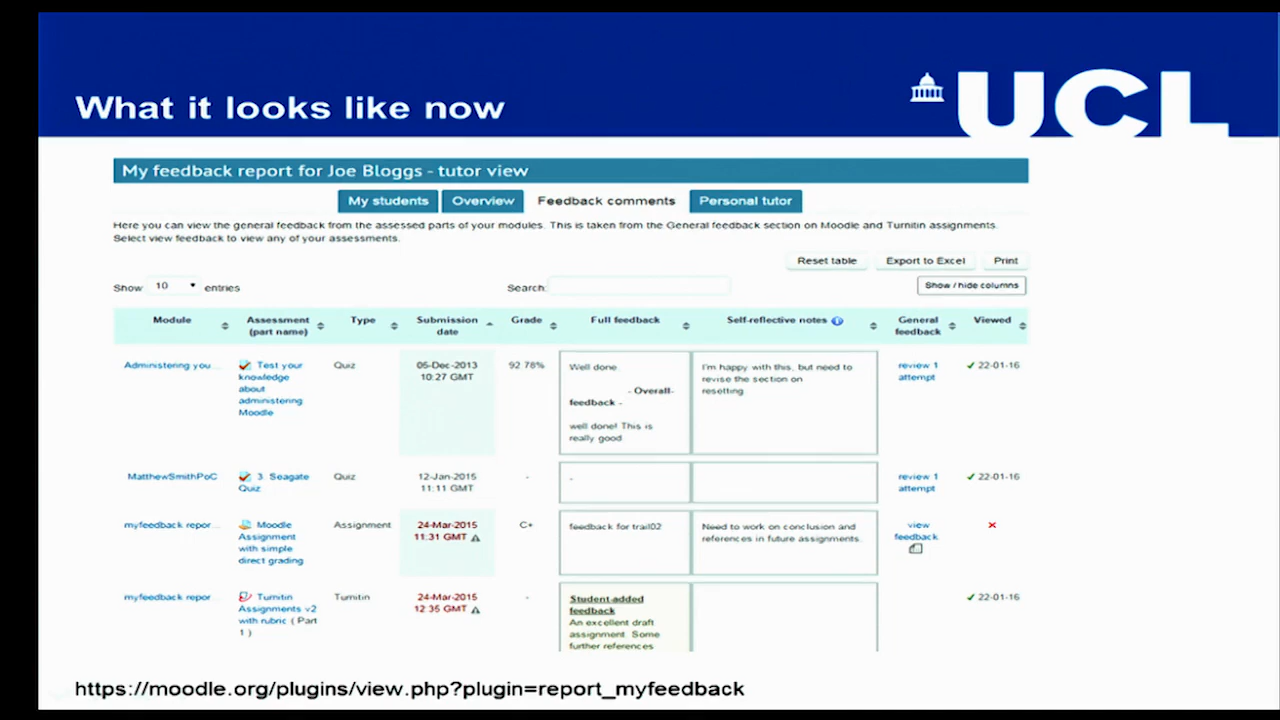 What it looks like now
UCL
My feedback report for Joe Bloggs - tutor view
My students Overview Feedback comments Personal tutor
Here you can view the general feedback from the assessed parts of your modules. This is taken from the General feedback section on Moodle and Turnitin assignments.
Select view feedback to view any of your assessments.
Reset table Export to Excel Print
Show 10 entries Search: Show / hide columns
Module Assessment (part name) Type Submission date Grade Full feedback Self-reflective notes General feedback Viewed
Administering you...
Test your
knowledge
about
administering
Moodle
Quiz
05-Dec-2013
10:27 GMT
92.78%
Well done
- Overall
feedback -
well done! This is
really good
I'm happy with this, but need to
revise the section on
resetting
review 1
attempt
22-01-16
MatthewSmithPoC
3. Seagate
Quiz
Quiz
12-Jan-2015
11:11 GMT
-
-
review 1
attempt
22-01-16
myfeedback repor...
Moodle
Assignment
with simple
direct grading
Assignment
24-Mar-2015
11:31 GMT
C+
feedback for trail02
Need to work on conclusion and
references in future assignments.
view
feedback
myfeedback repor
Turnitin
Assignments v2
with rubric (Part
1)
Turnitin
24-Mar-2015
12:35 GMT
-
Student-added
feedback
An excellent draft
assignment. Some
further references
22-01-16
https://moodle.org/plugins/view.php?plugin=report_myfeedback